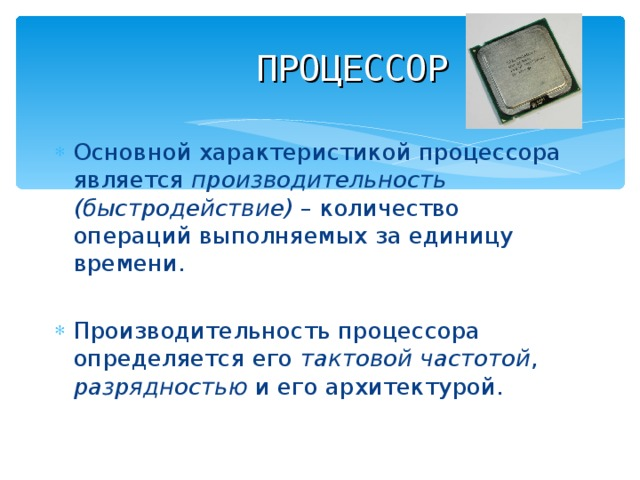 ПРОЦЕССОР
* Основной характеристикой процессора
является производительность
(быстродействие) – количество
операций выполняемых за единицу
времени.
* Производительность процессора
определяется его тактовой частотой,
разрядностью и его архитектурой.